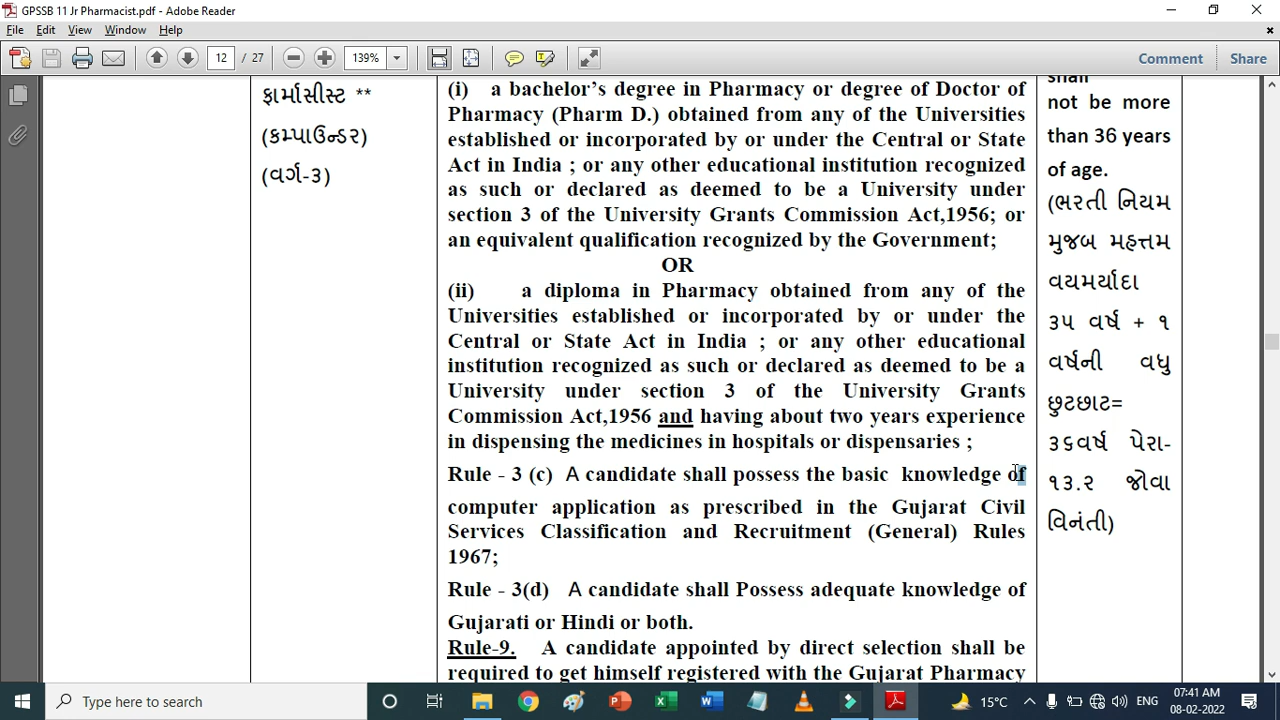 GPSSB 11 Jr Pharmacist.pdf - Adobe Reader
File Edit View Window Help
12 / 27 139% Comment Share
ફાર્માસીસ્ટ **
(કમ્પાઉન્ડર)
(વર્ગ-૩)
(i) a bachelor's degree in Pharmacy or degree of Doctor of
Pharmacy (Pharm D.) obtained from any of the Universities
established or incorporated by or under the Central or State
Act in India ; or any other educational institution recognized
as such or declared as deemed to be a University under
section 3 of the University Grants Commission Act,1956; or
an equivalent qualification recognized by the Government;
OR
(ii) a diploma in Pharmacy obtained from any of the
Universities established or incorporated by or under the
Central or State Act in India ; or any other educational
institution recognized as such or declared as deemed to be a
University under section 3 of the University Grants
Commission Act,1956 and having about two years experience
in dispensing the medicines in hospitals or dispensaries ;
Rule - 3 (c) A candidate shall possess the basic knowledge of
computer application as prescribed in the Gujarat Civil
Services Classification and Recruitment (General) Rules
1967;
Rule - 3(d) A candidate shall Possess adequate knowledge of
Gujarati or Hindi or both.
Rule-9. A candidate appointed by direct selection shall be
required to get himself registered with the Gujarat Pharmacy
shall
not be more
than 36 years
of age.
(ભરતી નિયમ
મુજબ મહત્તમ
વયમર્યાદા
૩૫ વર્ષ + ૧
વર્ષની વધુ
છુટછાટ=
૩૬વર્ષ પેરા-
૧૩.૨ જોવા
વિનંતી)
Type here to search
15°C ENG 07:41 AM
08-02-2022